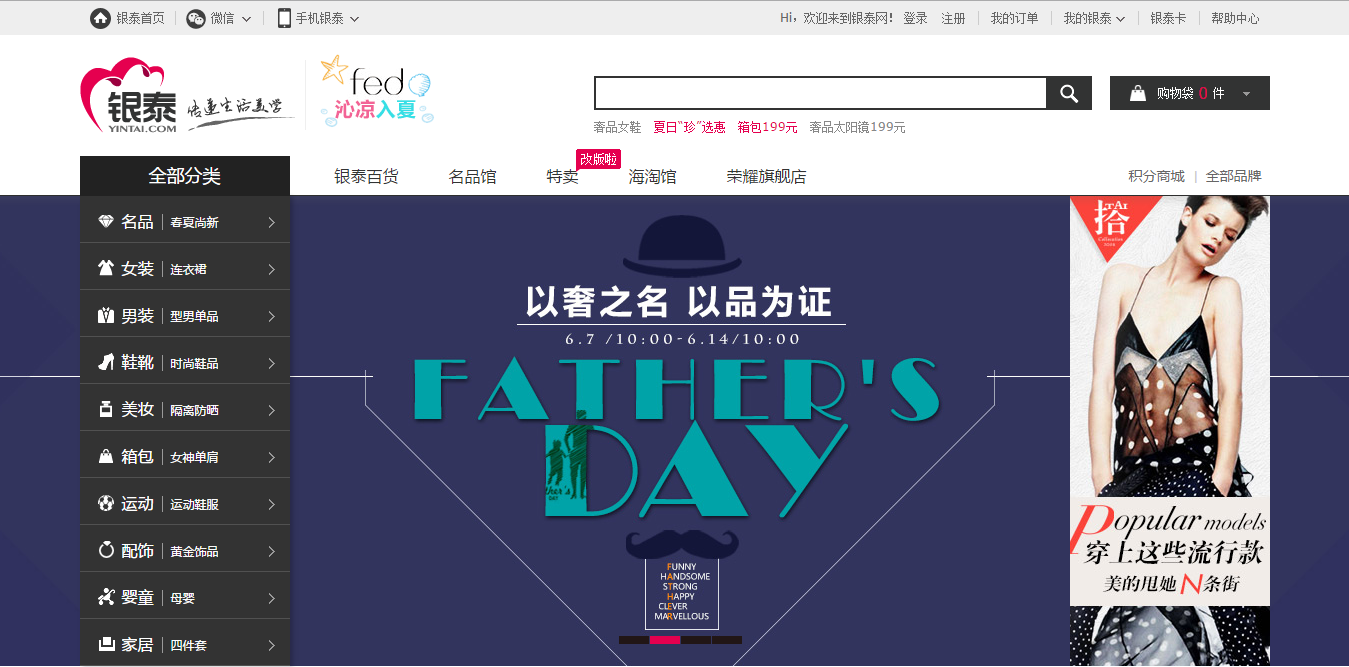 银泰首页 微信 手机银泰 Hi，欢迎来到银泰网! 登录 注册 我的订单 我的银泰 银泰卡 帮助中心
银泰
YINTAI.COM
fed
沁凉入夏
购物袋 0 件
奢品女鞋 夏日“珍”选惠 箱包199元 奢品太阳镜199元
改版啦
全部分类 银泰百货 名品馆 特卖 海淘馆 荣耀旗舰店 积分商城 | 全部品牌
名品 | 春夏尚新
女装 | 连衣裙
男装 | 型男单品
鞋靴 | 时尚鞋品
美妆 | 隔离防晒
箱包 | 女神单肩
运动 | 运动鞋服
配饰 | 黄金饰品
婴童 | 母婴
家居 | 四件套
以奢之名 以品为证
6.7 /10:00-6.14/10:00
FATHER'S
DAY
FUNNY
HANDSOME
STRONG
HAPPY
CLEVER
MARVELLOUS
拾
Popular models
穿上这些流行款
美的甩她N条街